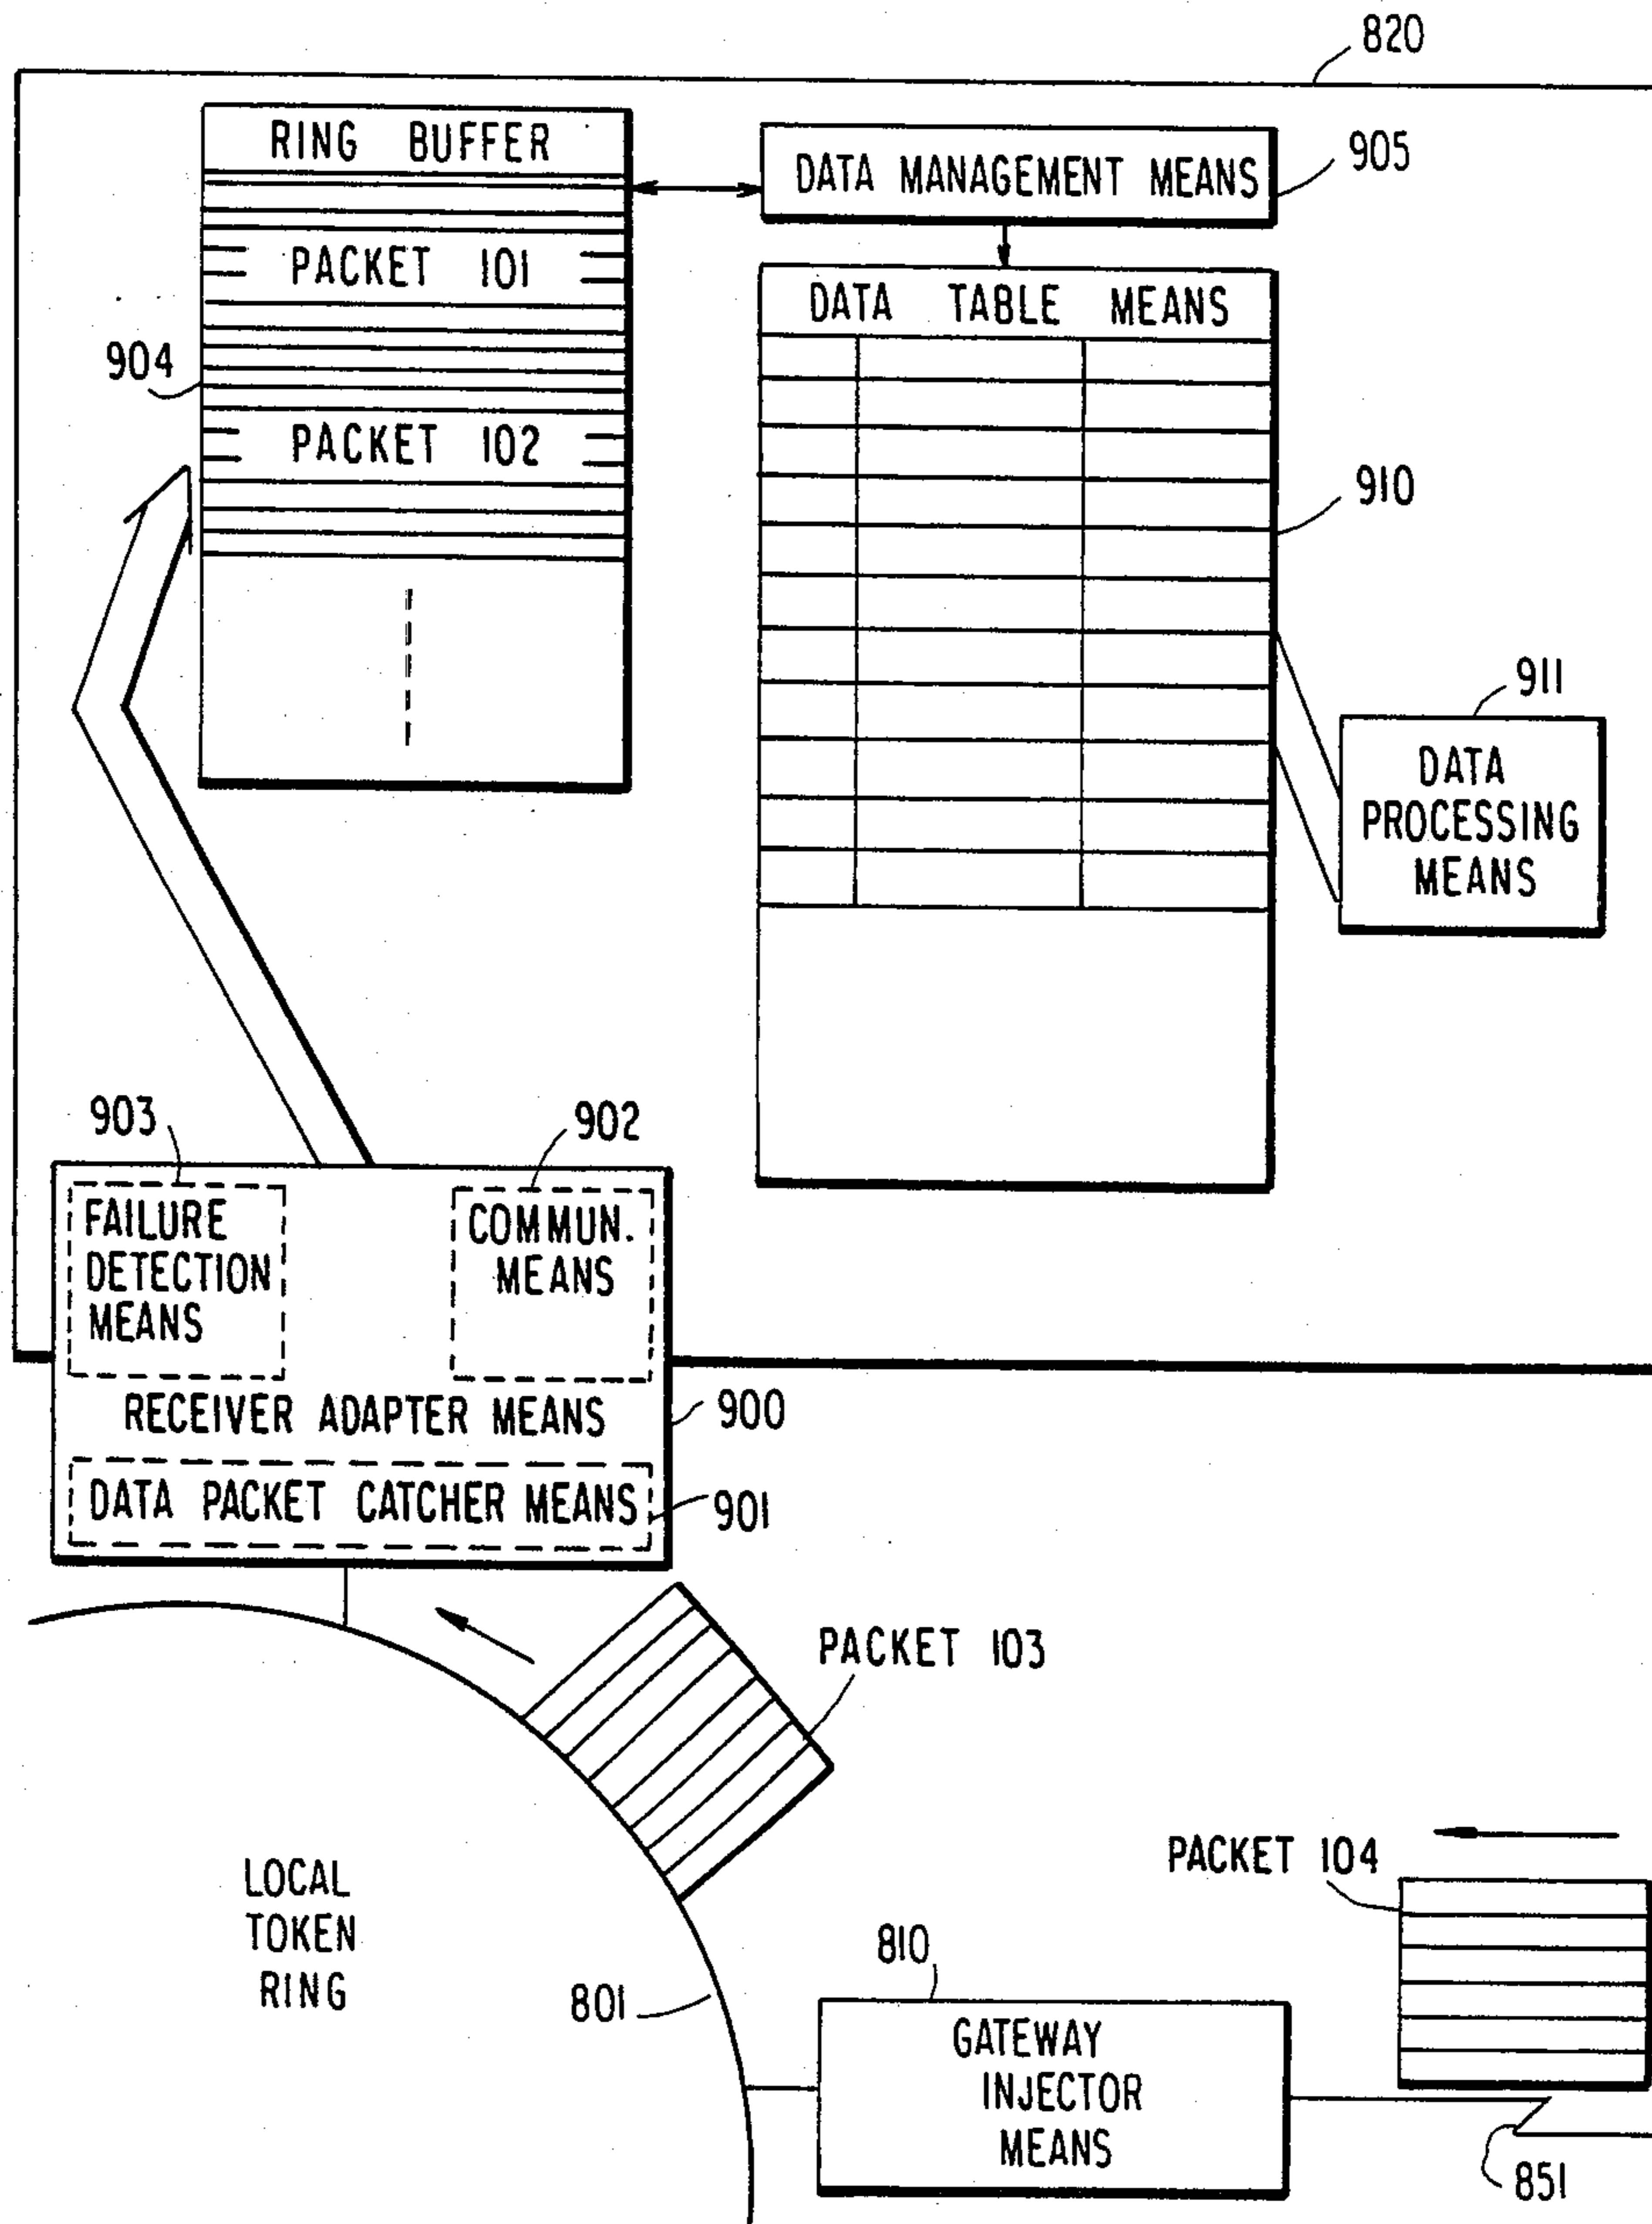 820
RING BUFFER
DATA MANAGEMENT MEANS
905
PACKET 101
DATA TABLE MEANS
904
PACKET 102
910
911
DATA
PROCESSING
MEANS
903
902
FAILURE
DETECTION
MEANS
COMMUN.
MEANS
RECEIVER ADAPTER MEANS
900
DATA PACKET CATCHER MEANS
901
PACKET 103
LOCAL
TOKEN
RING
PACKET 104
801
810
GATEWAY
INJECTOR
MEANS
851